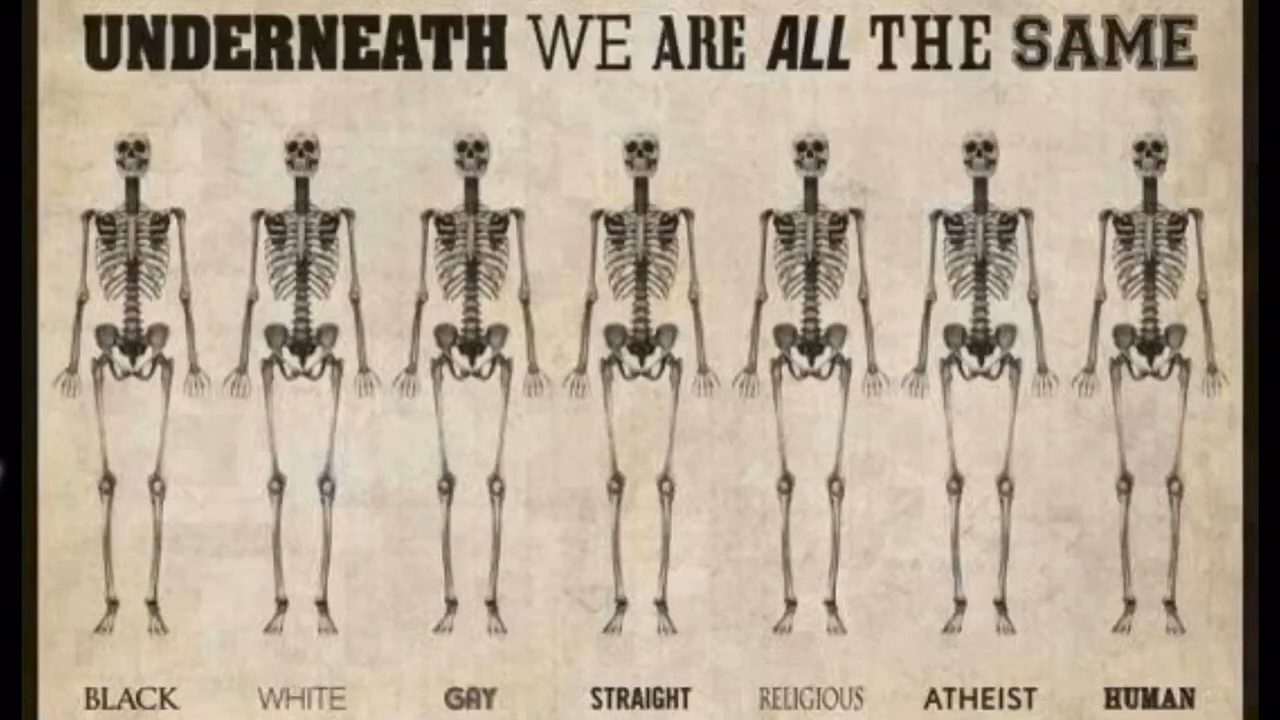 UNDERNEATH WE ARE ALL THE SAME
BLACK WHITE GAY STRAIGHT RELIGIOUS ATHEIST HUMAN